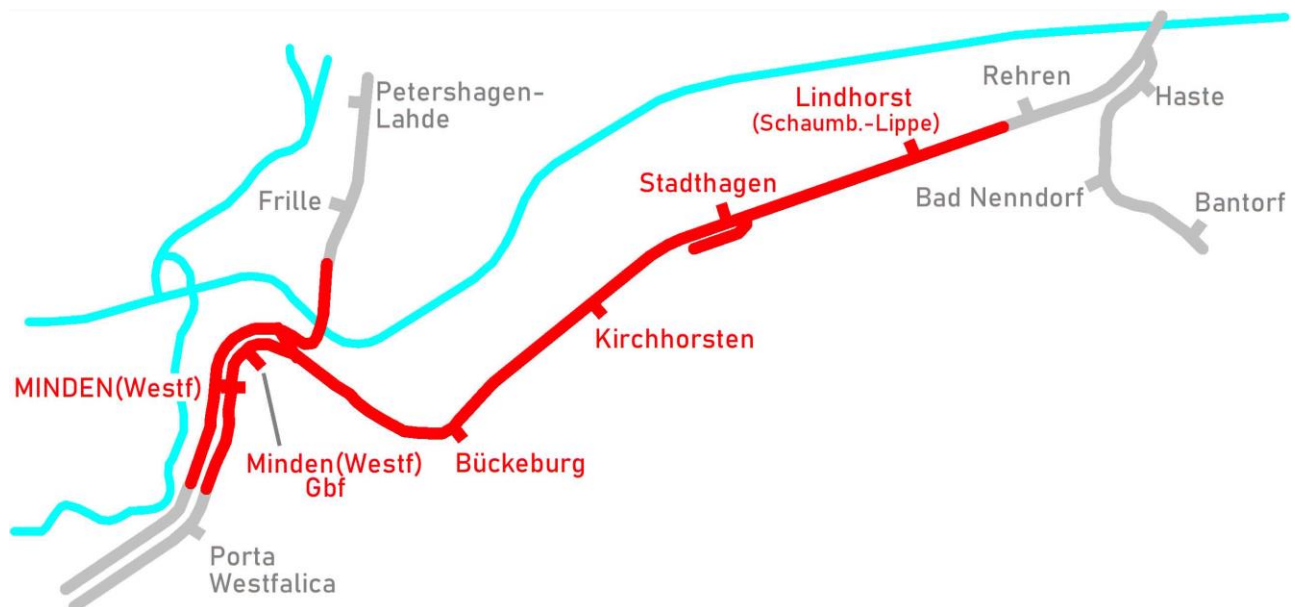 Petershagen-
Lahde
Frille
Rehren
Haste
Lindhorst
(Schaumb.-Lippe)
Stadthagen
Bad Nenndorf
Bantorf
Kirchhorsten
MINDEN(Westf)
Minden(Westf)
Gbf
Bückeburg
Porta
Westfalica